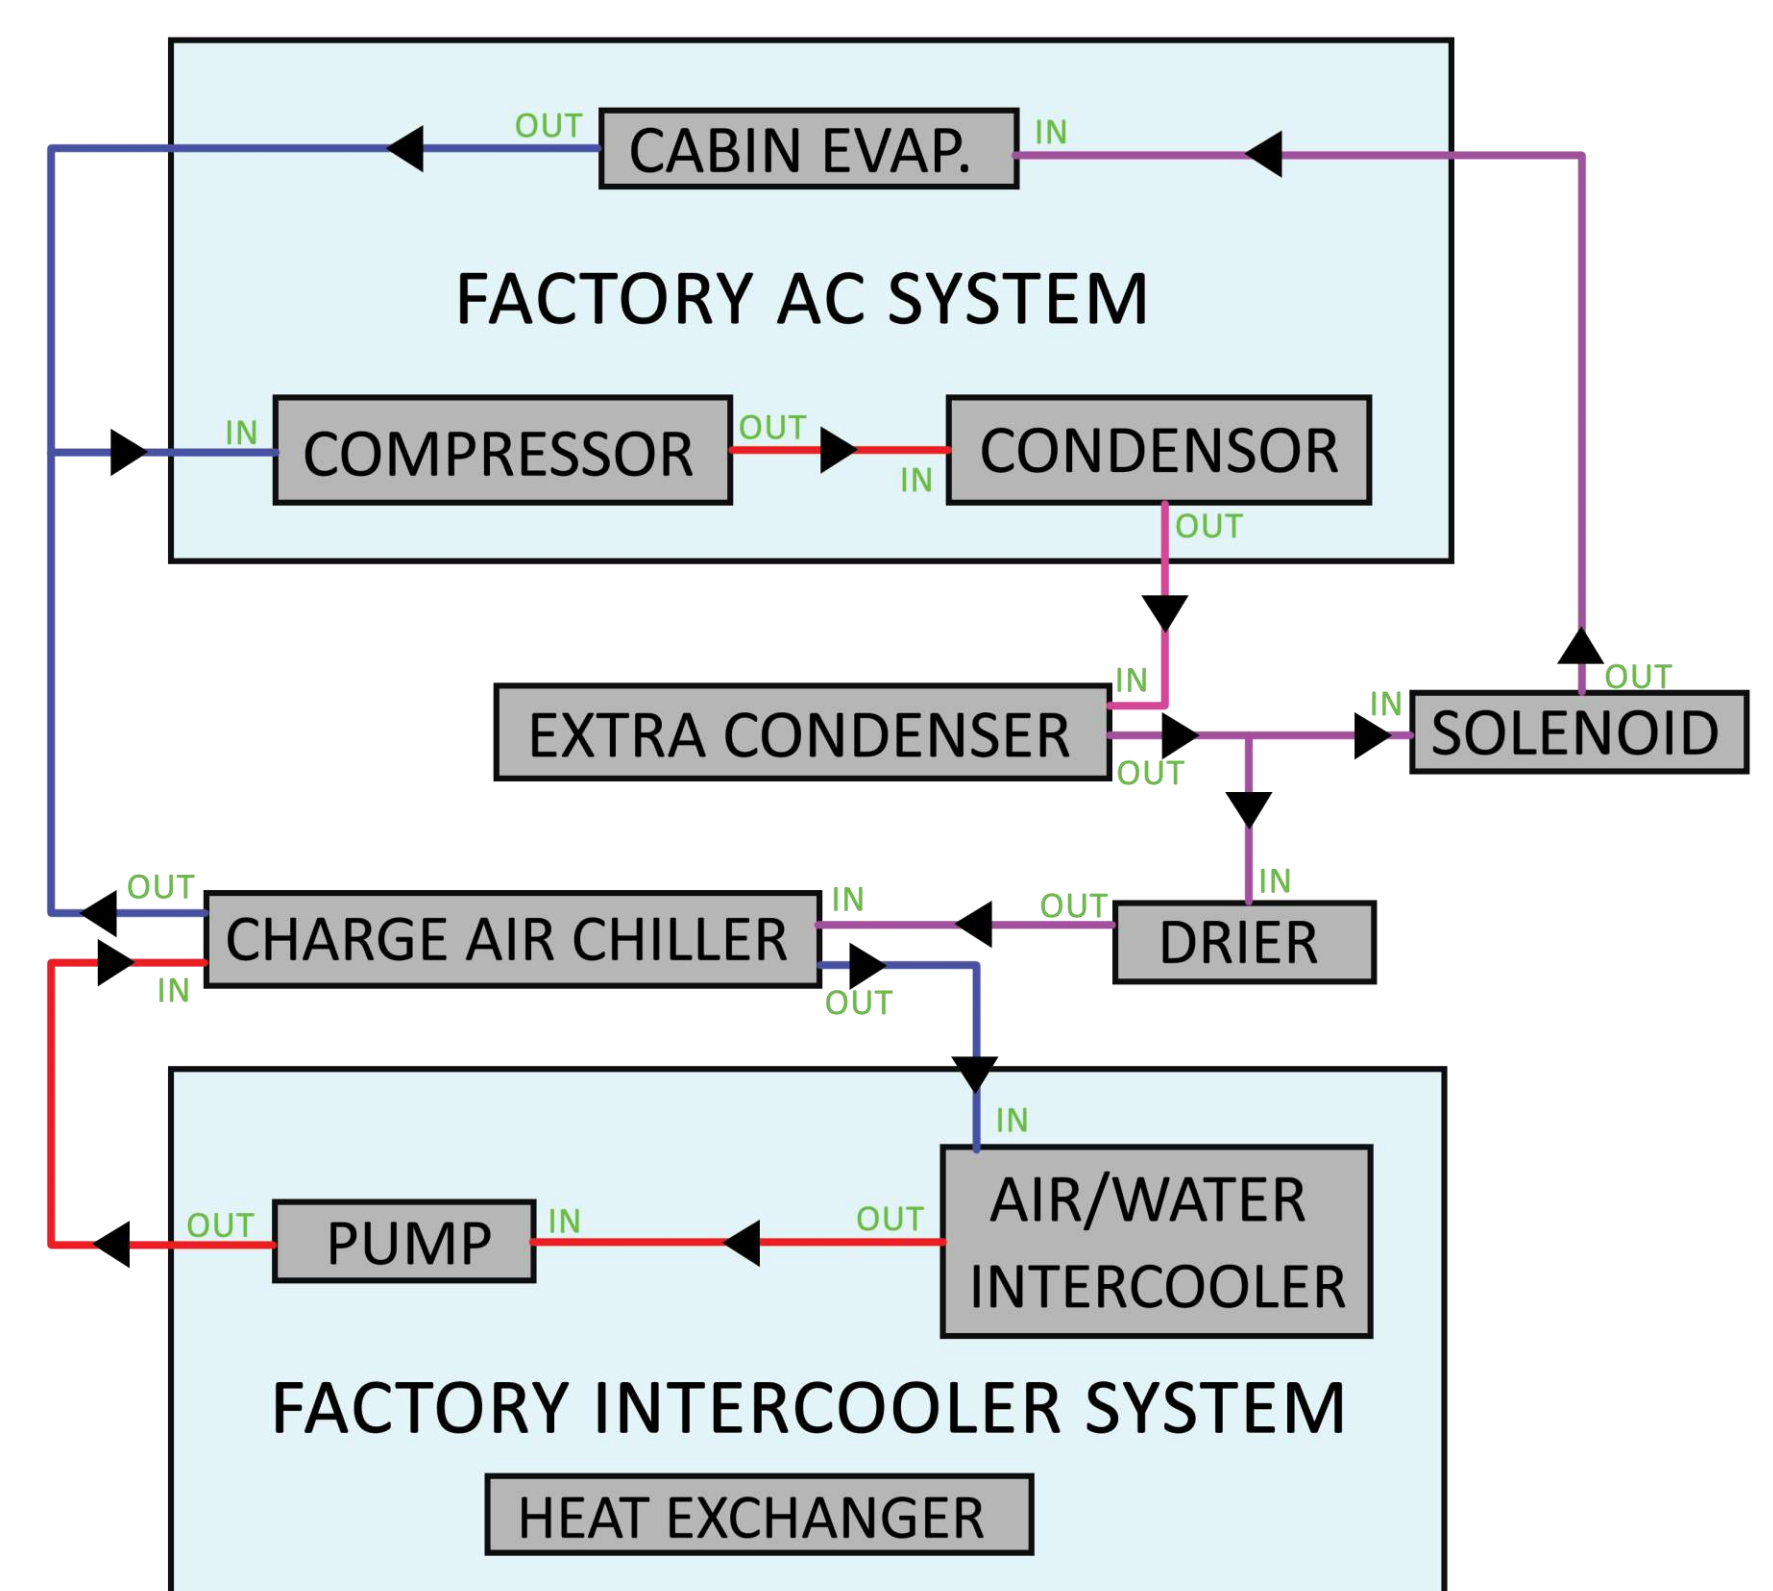 OUT
CABIN EVAP.
IN
FACTORY AC SYSTEM
IN
COMPRESSOR
OUT
IN
CONDENSOR
OUT
IN
EXTRA CONDENSER
OUT
IN
SOLENOID
OUT
OUT
CHARGE AIR CHILLER
IN
OUT
IN
DRIER
IN
OUT
IN
AIR/WATER
INTERCOOLER
OUT
PUMP
IN
OUT
FACTORY INTERCOOLER SYSTEM
HEAT EXCHANGER